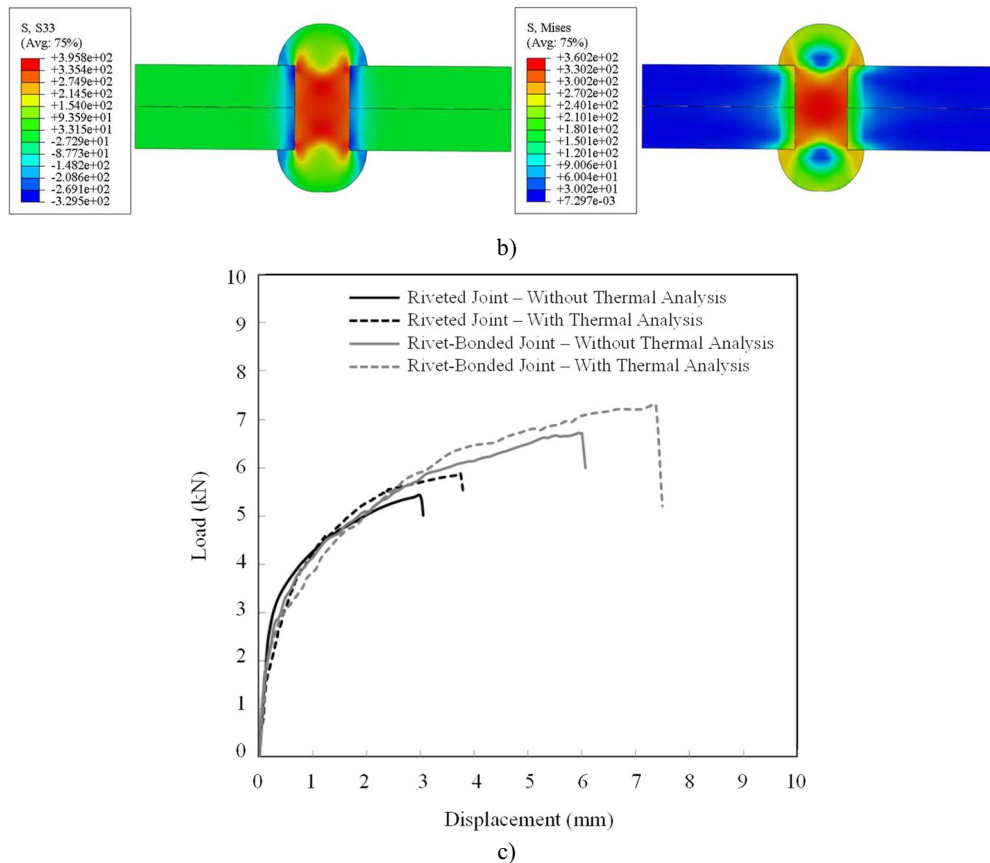 S, S33
(Avg: 75%)
+3.958e+02
+3.354e+02
+2.749e+02
+2.145e+02
+1.540e+02
+9.359e+01
+3.315e+01
-2.729e+01
-8.773e+01
-1.482e+02
-2.086e+02
-2.691e+02
-3.295e+02
S, Mises
(Avg: 75%)
+3.602e+02
+3.302e+02
+3.002e+02
+2.702e+02
+2.401e+02
+2.101e+02
+1.801e+02
+1.501e+02
+1.201e+02
+9.006e+01
+6.004e+01
+3.002e+01
+7.297e-03
b)
Riveted Joint – Without Thermal Analysis
Riveted Joint – With Thermal Analysis
Rivet-Bonded Joint – Without Thermal Analysis
Rivet-Bonded Joint – With Thermal Analysis
Load (kN)
10
9
8
7
6
5
4
3
2
1
0
0 1 2 3 4 5 6 7 8 9 10
Displacement (mm)
c)